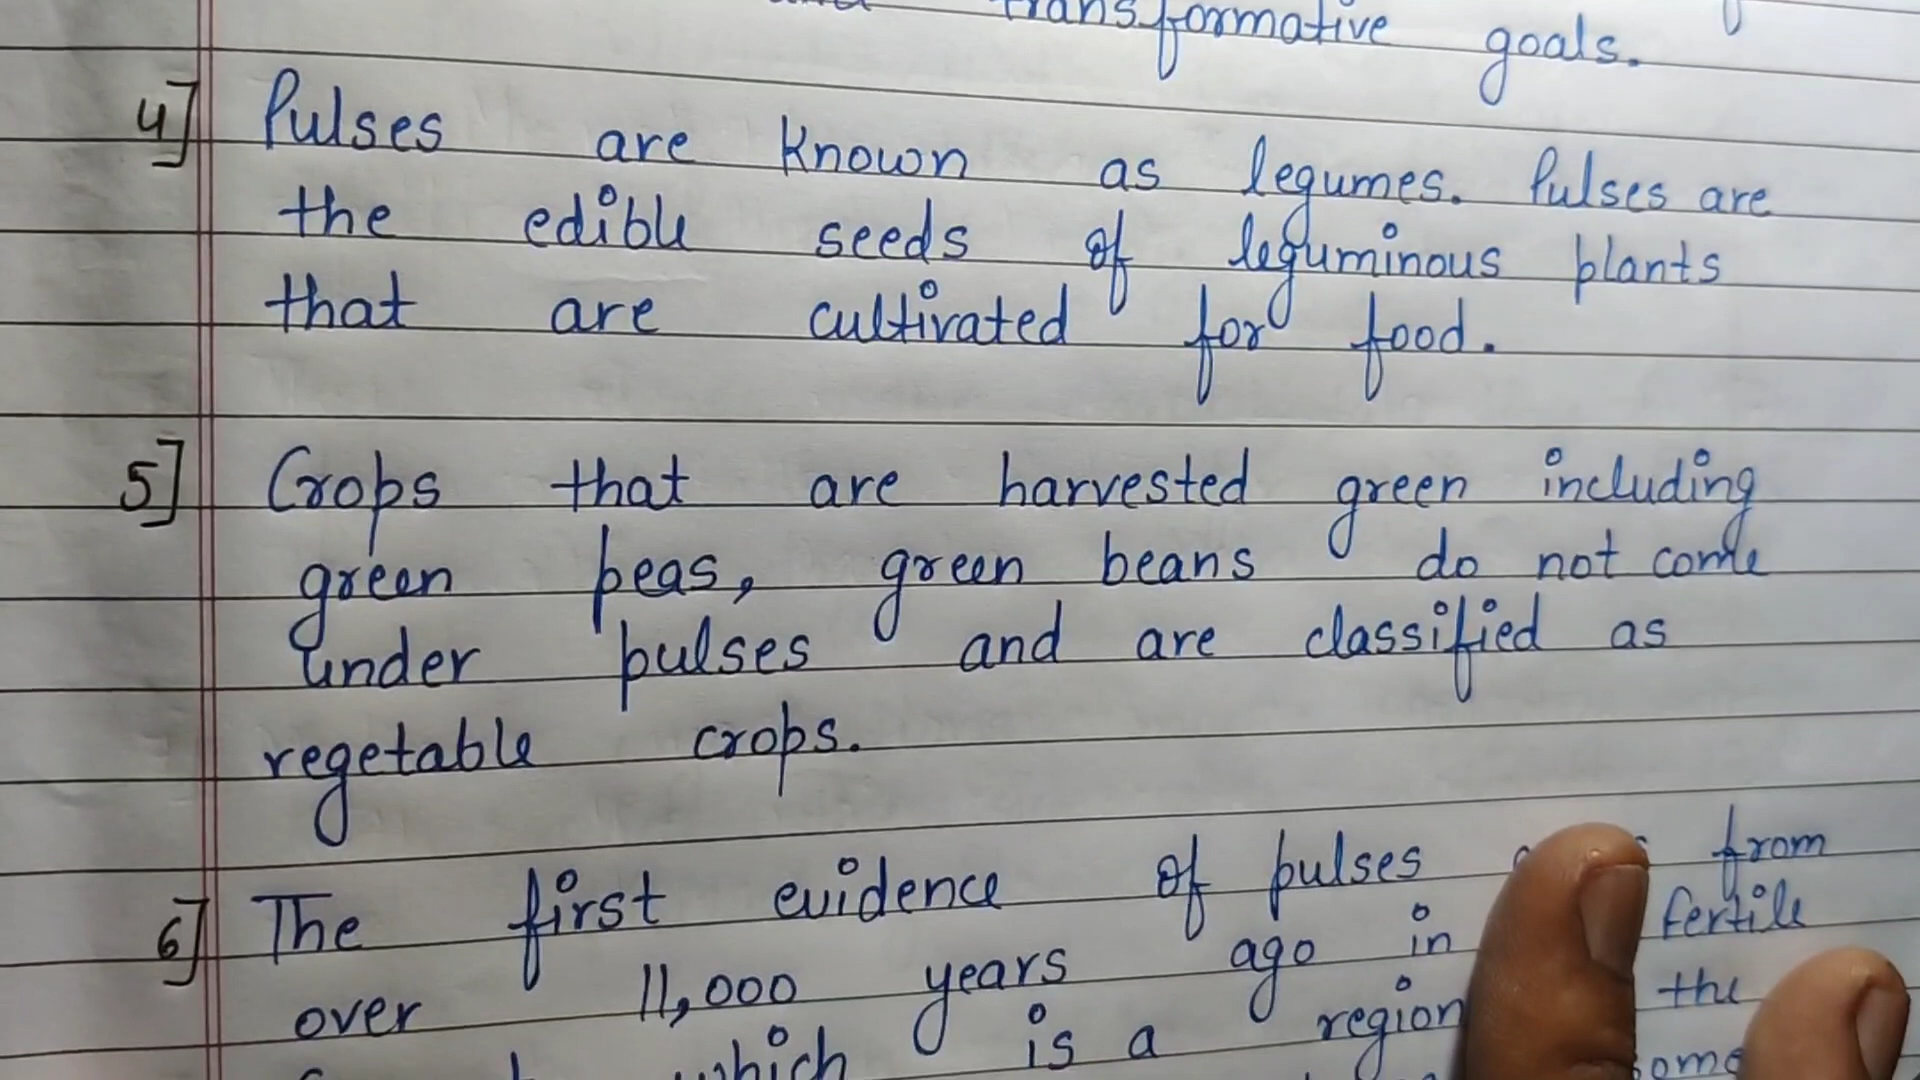 transformative goals.
4] Pulses are known as legumes. Pulses are
the edible seeds of leguminous plants
that are cultivated for food.
5] Crops that are harvested green including
green peas, green beans do not come
under pulses and are classified as
vegetable crops.
6] The first evidence of pulses from
over 11,000 years ago in fertile
which is a region the